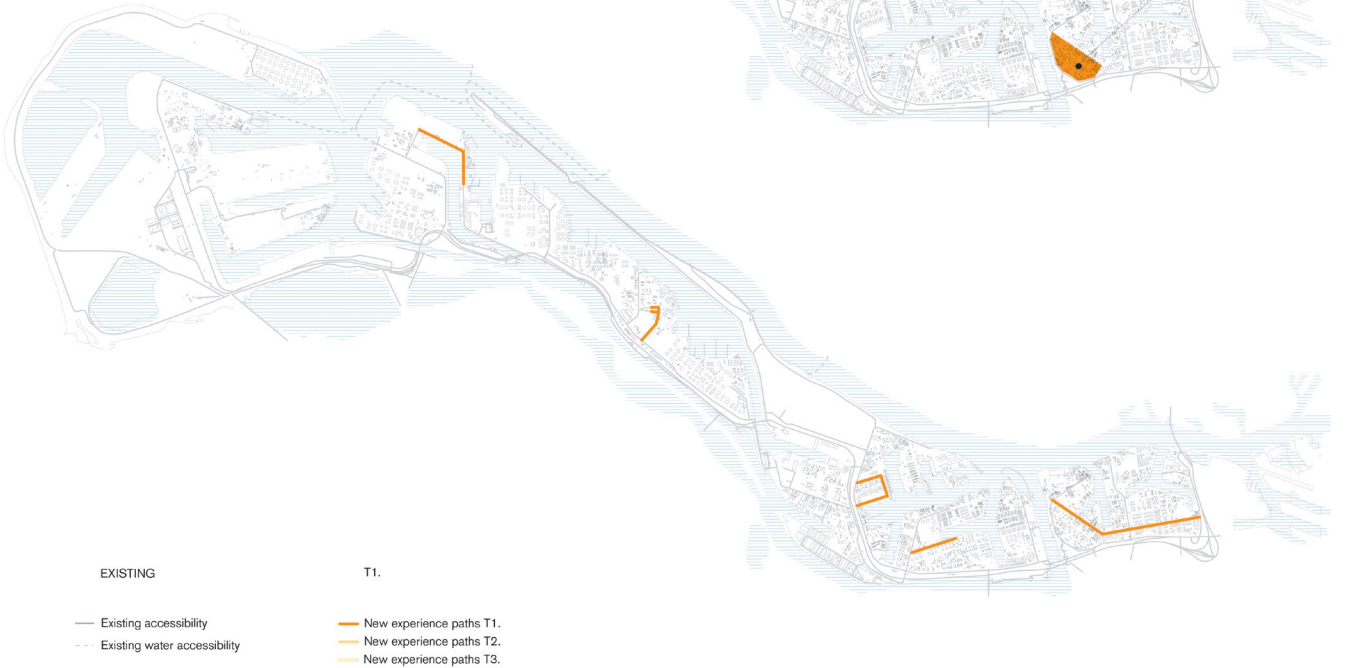 EXISTING
T1.
Existing accessibility
Existing water accessibility
New experience paths T1.
New experience paths T2.
New experience paths T3.